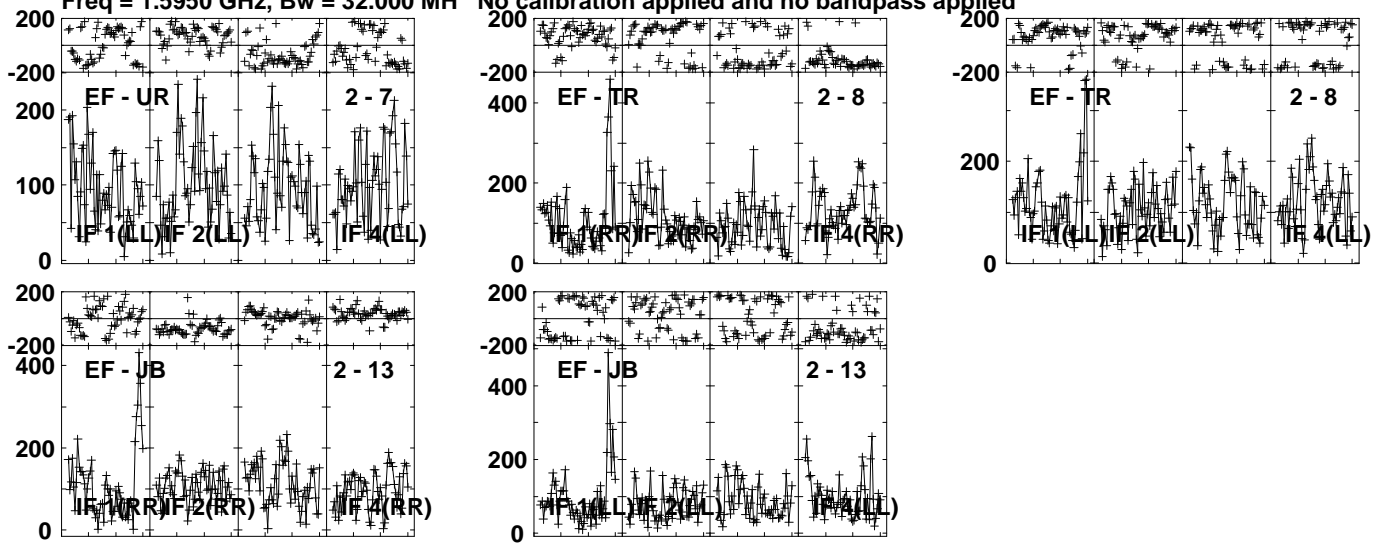 Freq = 1.5950 GHz, Bw = 32.000 MH No calibration applied and no bandpass applied
200
-200
EF - UR 2 - 7
200
100
IF 1(LL) IF 2(LL) IF 4(LL)
0
200
-200
EF - TR 2 - 8
400
200
IF 1(RR) IF 2(RR) IF 4(RR)
0
200
-200
EF - TR 2 - 8
200
IF 1(LL) IF 2(LL) IF 4(LL)
0
200
-200
EF - JB 2 - 13
400
200
IF 1(RR) IF 2(RR) IF 4(RR)
0
200
-200
EF - JB 2 - 13
400
200
IF 1(LL) IF 2(LL) IF 4(LL)
0